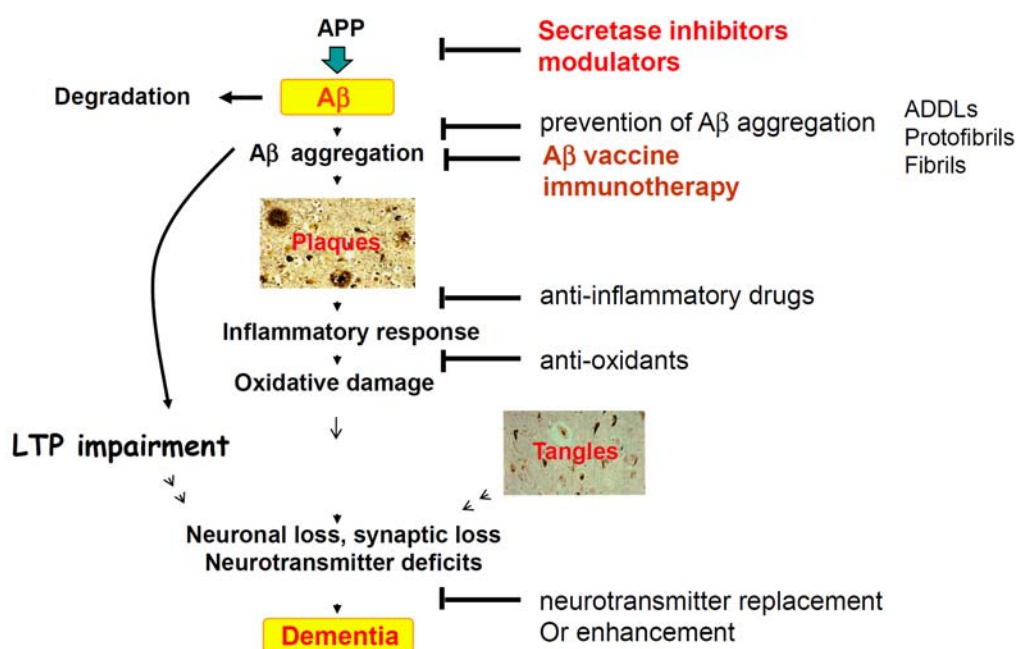 APP
Secretase inhibitors
modulators
Degradation
Aβ
prevention of Aβ aggregation
ADDLs
Protofibrils
Fibrils
Aβ aggregation
Aβ vaccine
immunotherapy
Plaques
anti-inflammatory drugs
Inflammatory response
anti-oxidants
Oxidative damage
LTP impairment
Tangles
Neuronal loss, synaptic loss
Neurotransmitter deficits
neurotransmitter replacement
Or enhancement
Dementia